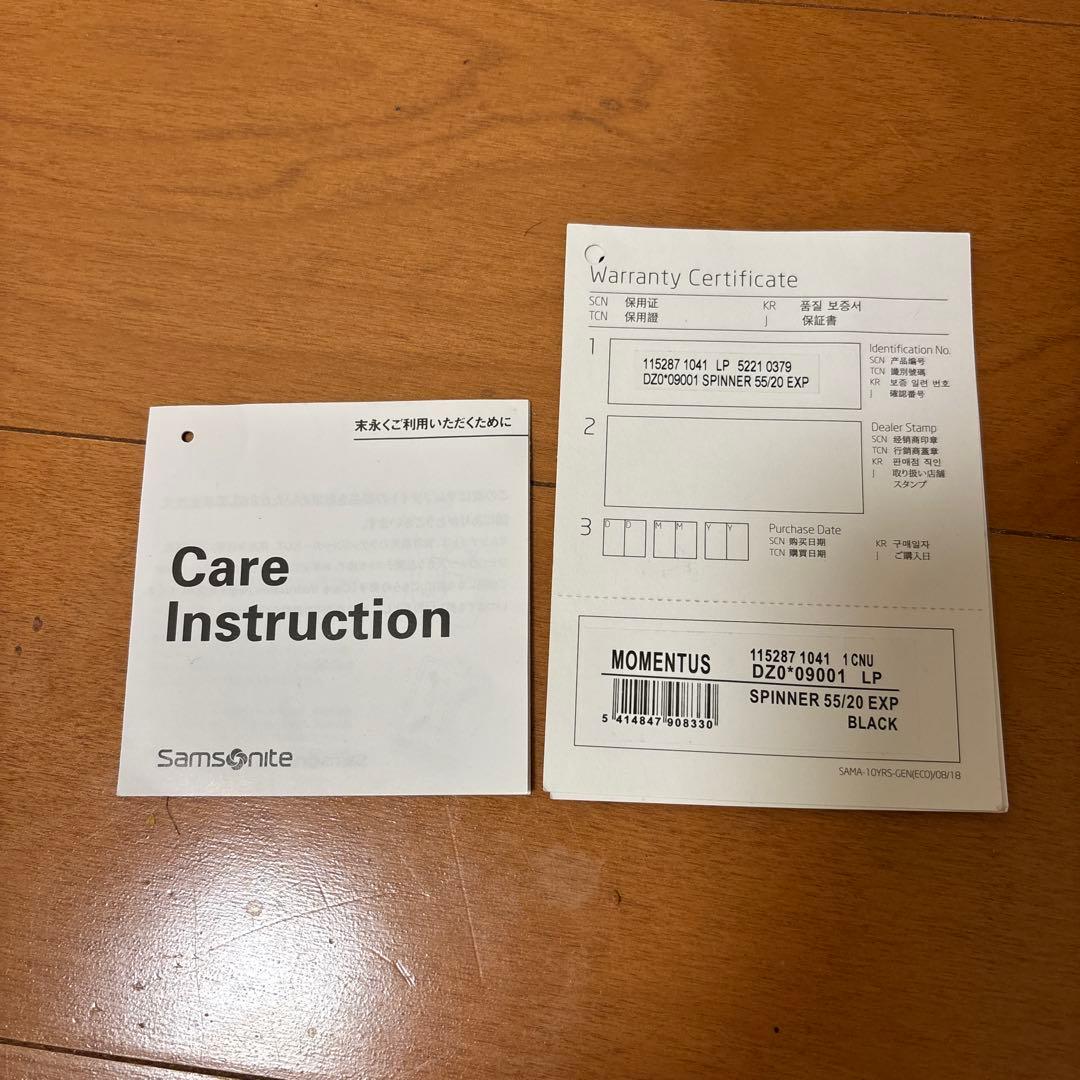 末永くご利用いただくために
Care
Instruction
Samsonite
Warranty Certificate
SCN 保用证
KR 품질 보증서
TCN 保用證
J 保証書
1
115287 1041 LP 5221 0379
DZ0*09001 SPINNER 55/20 EXP
Identification No.
SCN 产品编号
TCN 識別號碼
KR 보증 일련 번호
J 確認番号
2
Dealer Stamp
SCN 经销商印章
TCN 行銷商蓋章
KR 판매점 직인
J 取り扱い店舗
スタンプ
3
D D M M Y Y
Purchase Date
SCN 购买日期
KR 구매일자
TCN 購買日期
J ご購入日
MOMENTUS
115287 1041 1 CNU
DZ0*09001 LP
SPINNER 55/20 EXP
BLACK
5 414847 908330
SAMA-10YRS-GEN(ECO)/08/18